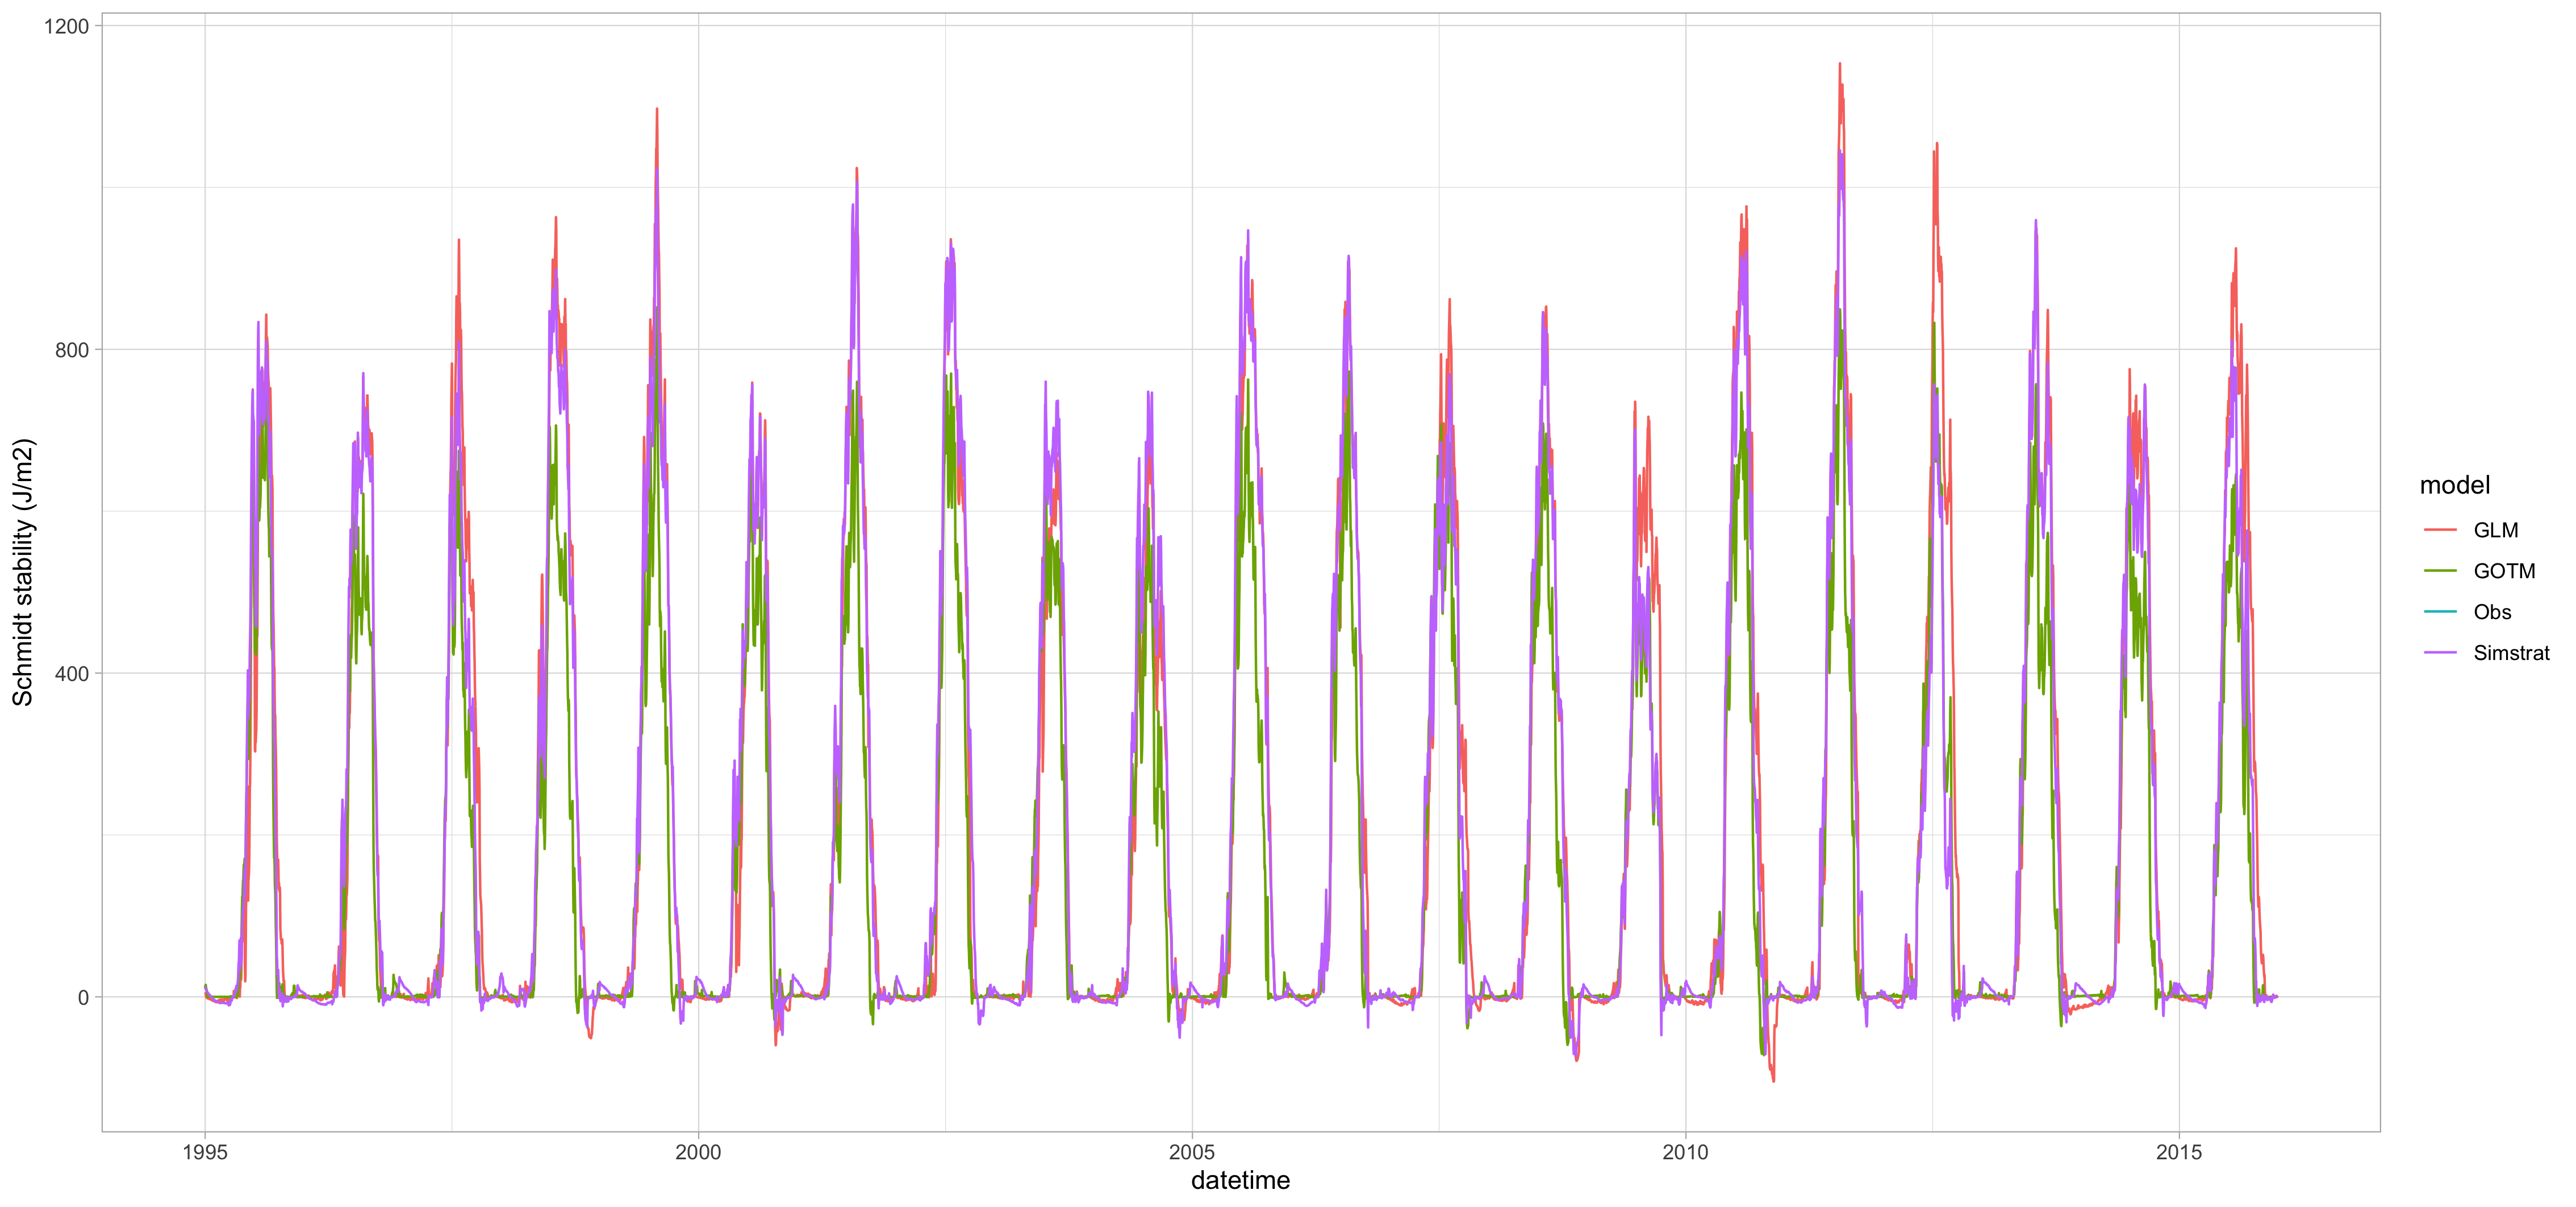 1200
800
400
0
Schmidt stability (J/m2)
1995
2000
2005
2010
2015
datetime
model
GLM
GOTM
Obs
Simstrat